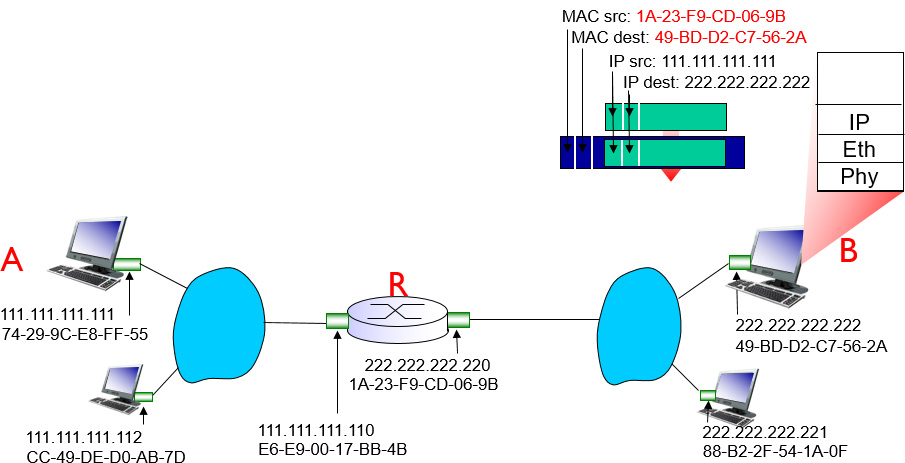 MAC src: 1A-23-F9-CD-06-9B
MAC dest: 49-BD-D2-C7-56-2A
IP src: 111.111.111.111
IP dest: 222.222.222.222
IP
Eth
Phy
A
R
B
111.111.111.111
74-29-9C-E8-FF-55
222.222.222.222
49-BD-D2-C7-56-2A
222.222.222.220
1A-23-F9-CD-06-9B
111.111.111.112
CC-49-DE-D0-AB-7D
111.111.111.110
E6-E9-00-17-BB-4B
222.222.222.221
88-B2-2F-54-1A-0F